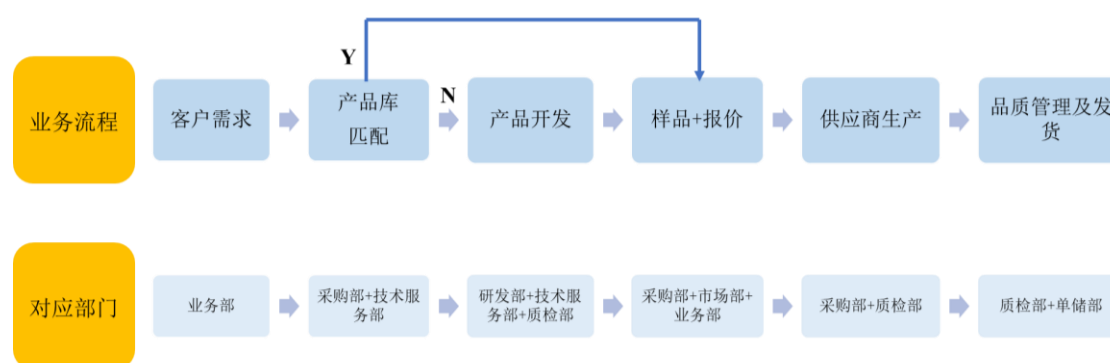 Y
N
业务流程
客户需求
产品库
匹配
产品开发
样品+报价
供应商生产
品质管理及发
货
对应部门
业务部
采购部+技术服
务部
研发部+技术服
务部+质检部
采购部+市场部+
业务部
采购部+质检部
质检部+单储部